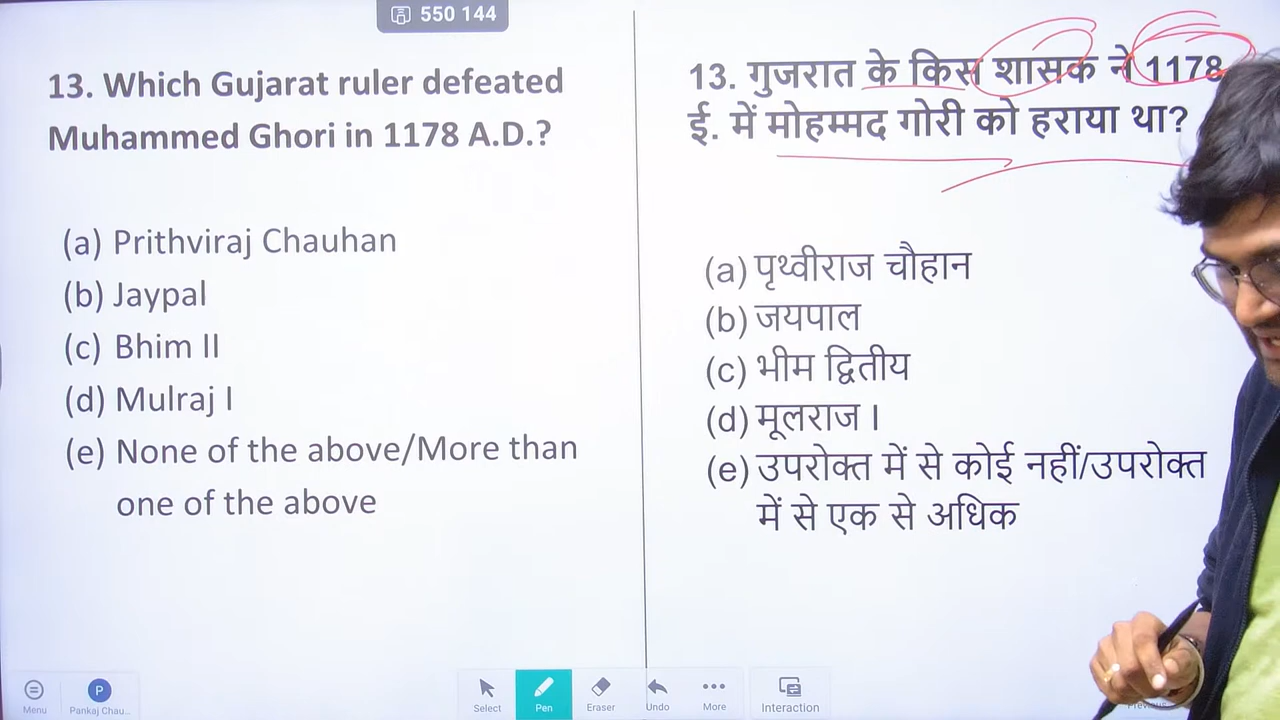 550 144
13. Which Gujarat ruler defeated
Muhammed Ghori in 1178 A.D.?
(a) Prithviraj Chauhan
(b) Jaypal
(c) Bhim II
(d) Mulraj I
(e) None of the above/More than
one of the above
13. गुजरात के किस शासक ने 1178
ई. में मोहम्मद गोरी को हराया था?
(a) पृथ्वीराज चौहान
(b) जयपाल
(c) भीम द्वितीय
(d) मूलराज I
(e) उपरोक्त में से कोई नहीं/उपरोक्त
में से एक से अधिक
Menu
P
Pankaj Chau...
Select
Pen
Eraser
Undo
More
Interaction
Previous